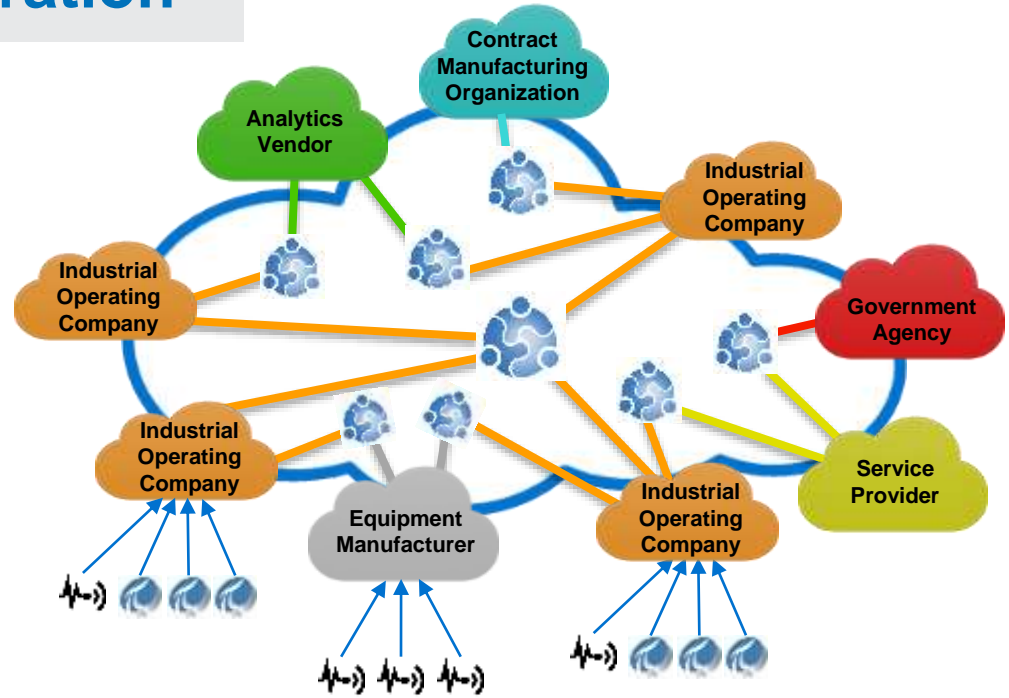 Contract
Manufacturing
Organization
Analytics
Vendor
Industrial
Operating
Company
Industrial
Operating
Company
Government
Agency
Industrial
Operating
Company
Service
Provider
Equipment
Manufacturer
Industrial
Operating
Company